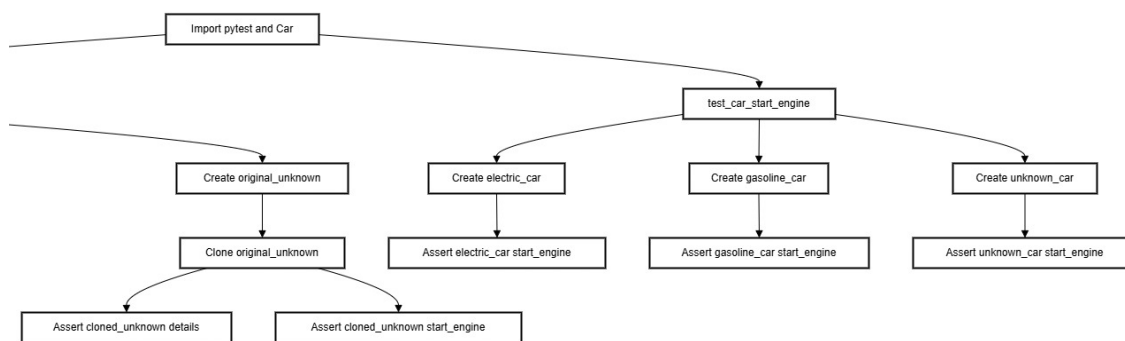 Import pytest and Car
test_car_start_engine
Create original_unknown
Create electric_car
Create gasoline_car
Create unknown_car
Clone original_unknown
Assert electric_car start_engine
Assert gasoline_car start_engine
Assert unknown_car start_engine
Assert cloned_unknown details
Assert cloned_unknown start_engine